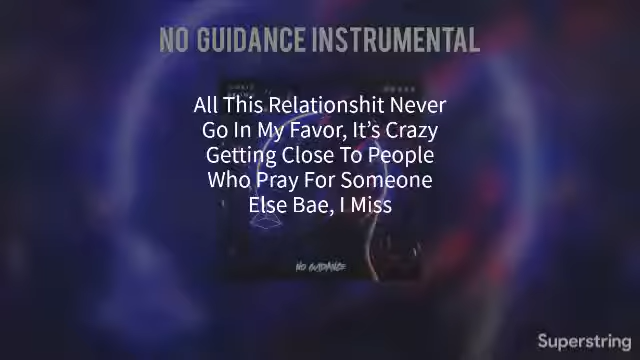 NO GUIDANCE INSTRUMENTAL
All This Relationshit Never
Go In My Favor, It's Crazy
Getting Close To People
Who Pray For Someone
Else Bae, I Miss
NO GUIDANCE
Superstring